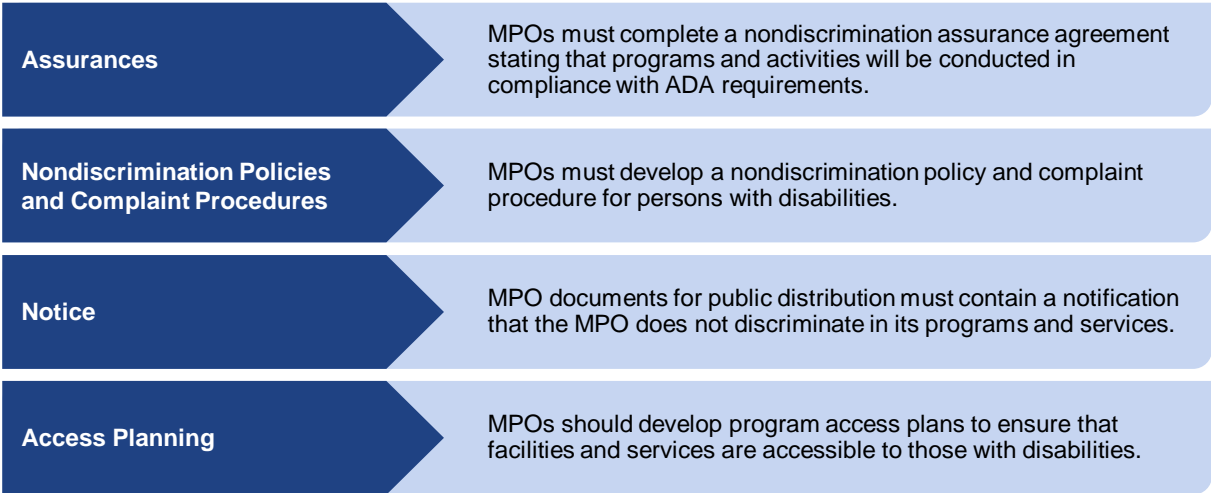 Assurances
MPOs must complete a nondiscrimination assurance agreement
stating that programs and activities will be conducted in
compliance with ADA requirements.
Nondiscrimination Policies
and Complaint Procedures
MPOs must develop a nondiscrimination policy and complaint
procedure for persons with disabilities.
Notice
MPO documents for public distribution must contain a notification
that the MPO does not discriminate in its programs and services.
Access Planning
MPOs should develop program access plans to ensure that
facilities and services are accessible to those with disabilities.